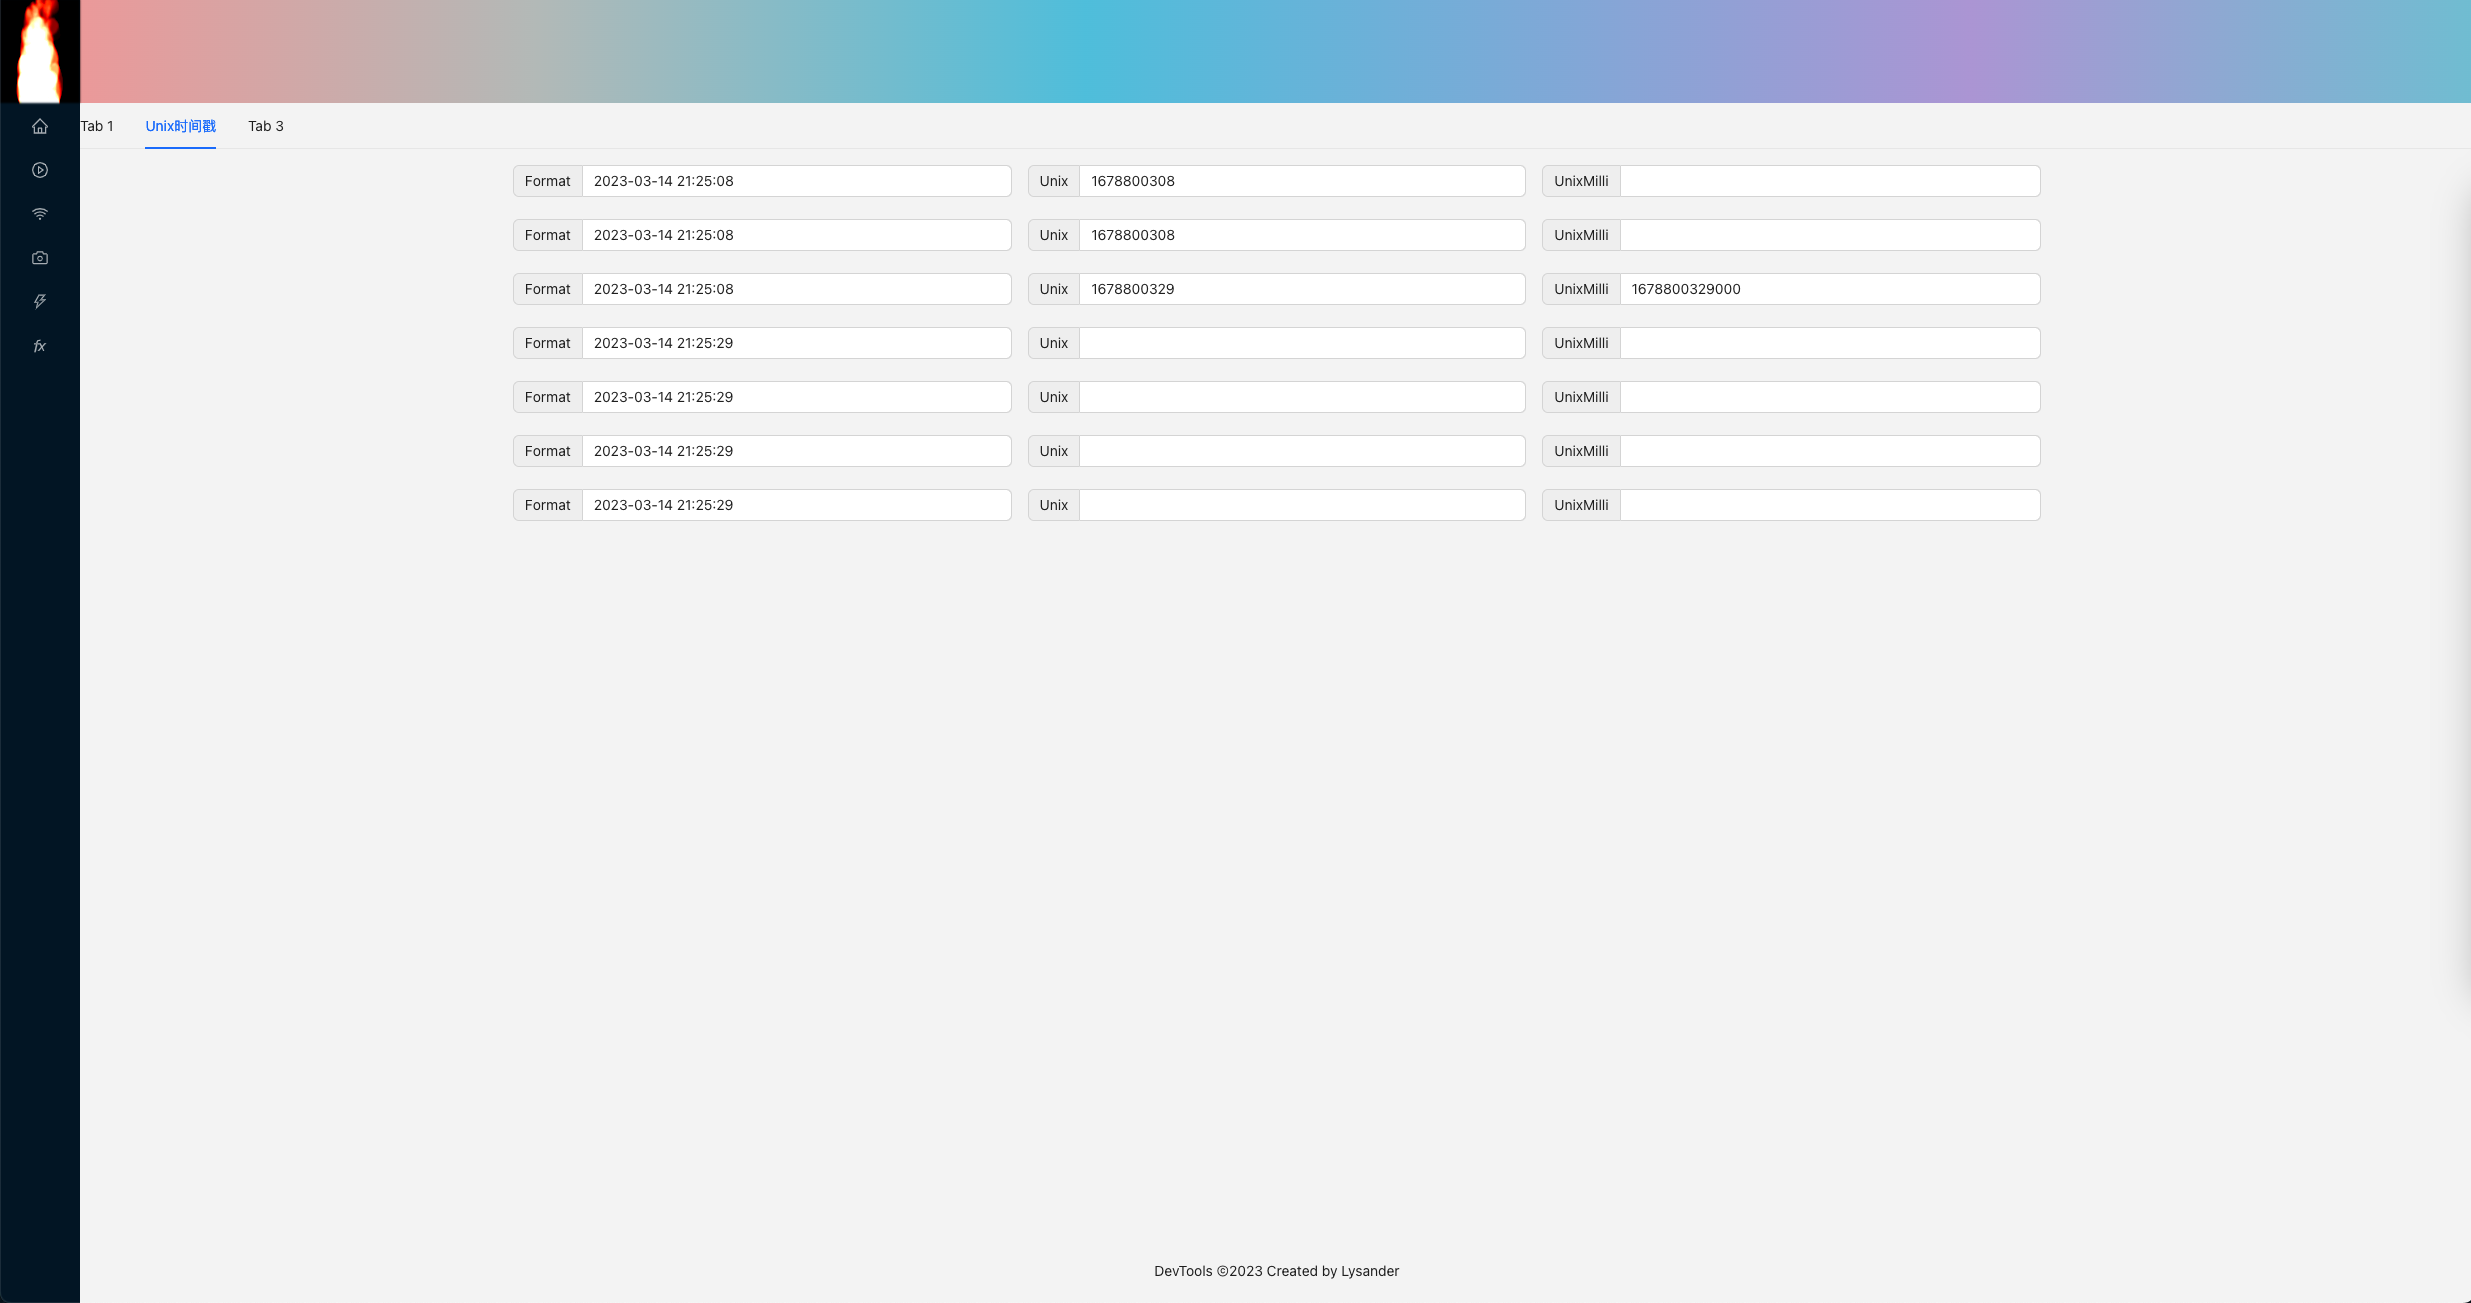 Tab 1 Unix时间戳 Tab 3
Format 2023-03-14 21:25:08 Unix 1678800308 UnixMilli
Format 2023-03-14 21:25:08 Unix 1678800308 UnixMilli
Format 2023-03-14 21:25:08 Unix 1678800329 UnixMilli 1678800329000
Format 2023-03-14 21:25:29 Unix UnixMilli
Format 2023-03-14 21:25:29 Unix UnixMilli
Format 2023-03-14 21:25:29 Unix UnixMilli
Format 2023-03-14 21:25:29 Unix UnixMilli
DevTools ©2023 Created by Lysander